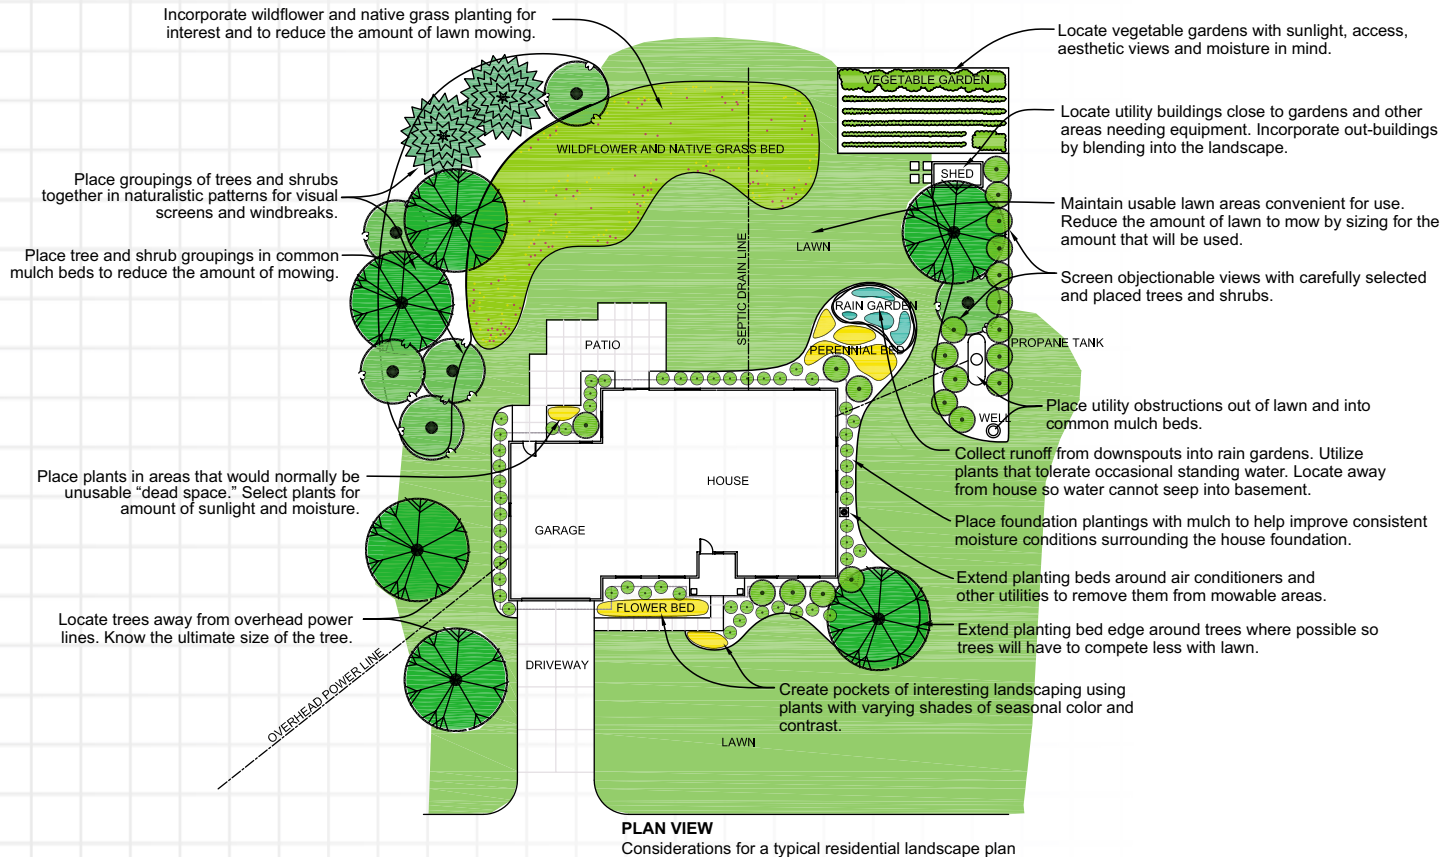 Incorporate wildflower and native grass planting for
interest and to reduce the amount of lawn mowing.
Locate vegetable gardens with sunlight, access,
aesthetic views and moisture in mind.
VEGETABLE GARDEN
Locate utility buildings close to gardens and other
areas needing equipment. Incorporate out-buildings
by blending into the landscape.
WILDFLOWER AND NATIVE GRASS BED
SHED
Place groupings of trees and shrubs
together in naturalistic patterns for visual
screens and windbreaks.
Maintain usable lawn areas convenient for use.
Reduce the amount of lawn to mow by sizing for the
amount that will be used.
LAWN
SEPTIC DRAIN LINE
Place tree and shrub groupings in common
mulch beds to reduce the amount of mowing.
Screen objectionable views with carefully selected
and placed trees and shrubs.
RAIN GARDEN
PATIO
PERENNIAL BED
PROPANE TANK
WELL
Place utility obstructions out of lawn and into
common mulch beds.
Collect runoff from downspouts into rain gardens. Utilize
plants that tolerate occasional standing water. Locate away
from house so water cannot seep into basement.
Place plants in areas that would normally be
unusable “dead space.” Select plants for
amount of sunlight and moisture.
HOUSE
GARAGE
Place foundation plantings with mulch to help improve consistent
moisture conditions surrounding the house foundation.
Extend planting beds around air conditioners and
other utilities to remove them from mowable areas.
FLOWER BED
Locate trees away from overhead power
lines. Know the ultimate size of the tree.
Extend planting bed edge around trees where possible so
trees will have to compete less with lawn.
OVERHEAD POWER LINE
DRIVEWAY
Create pockets of interesting landscaping using
plants with varying shades of seasonal color and
contrast.
LAWN
PLAN VIEW
Considerations for a typical residential landscape plan